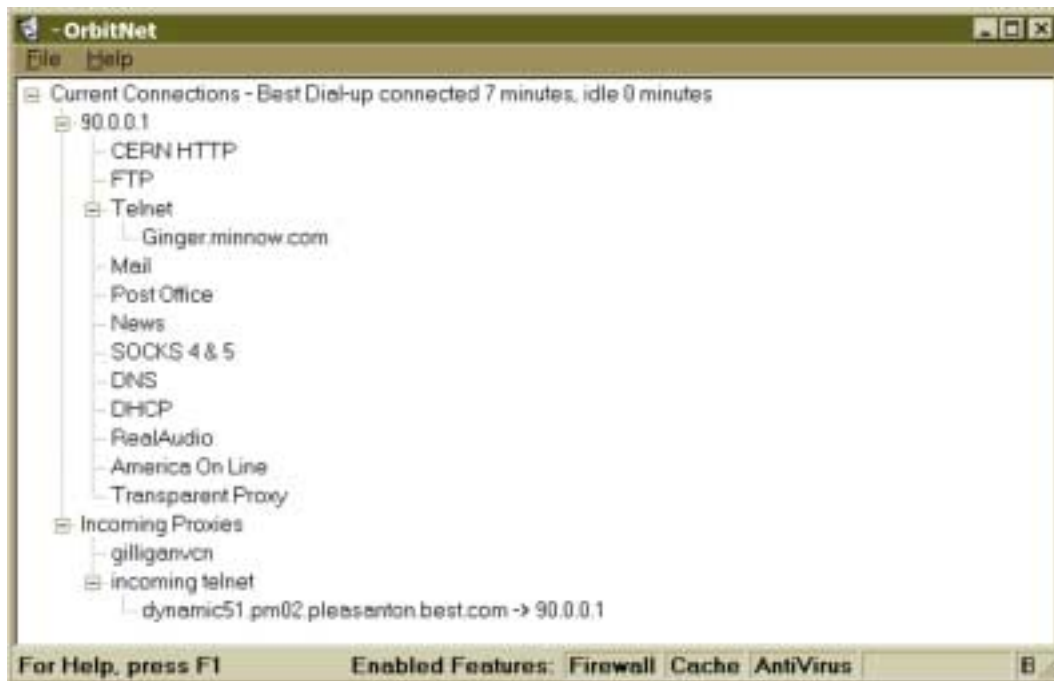 - OrbitNet
File Help
Current Connections - Best Dial-up connected 7 minutes, idle 0 minutes
90.0.0.1
CERN HTTP
FTP
Telnet
Ginger.minnow.com
Mail
Post Office
News
SOCKS 4 & 5
DNS
DHCP
RealAudio
America On Line
Transparent Proxy
Incoming Proxies
gilliganvcn
incoming telnet
dynamic51.pm02.pleasanton.best.com -> 90.0.0.1
For Help, press F1 Enabled Features: Firewall Cache AntiVirus